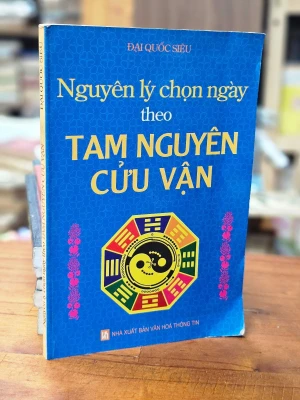 ĐẠI QUỐC SIÊU
Nguyên lý chọn ngày
theo
TAM NGUYÊN
CỬU VẬN
NHÀ XUẤT BẢN VĂN HOÁ THÔNG TIN